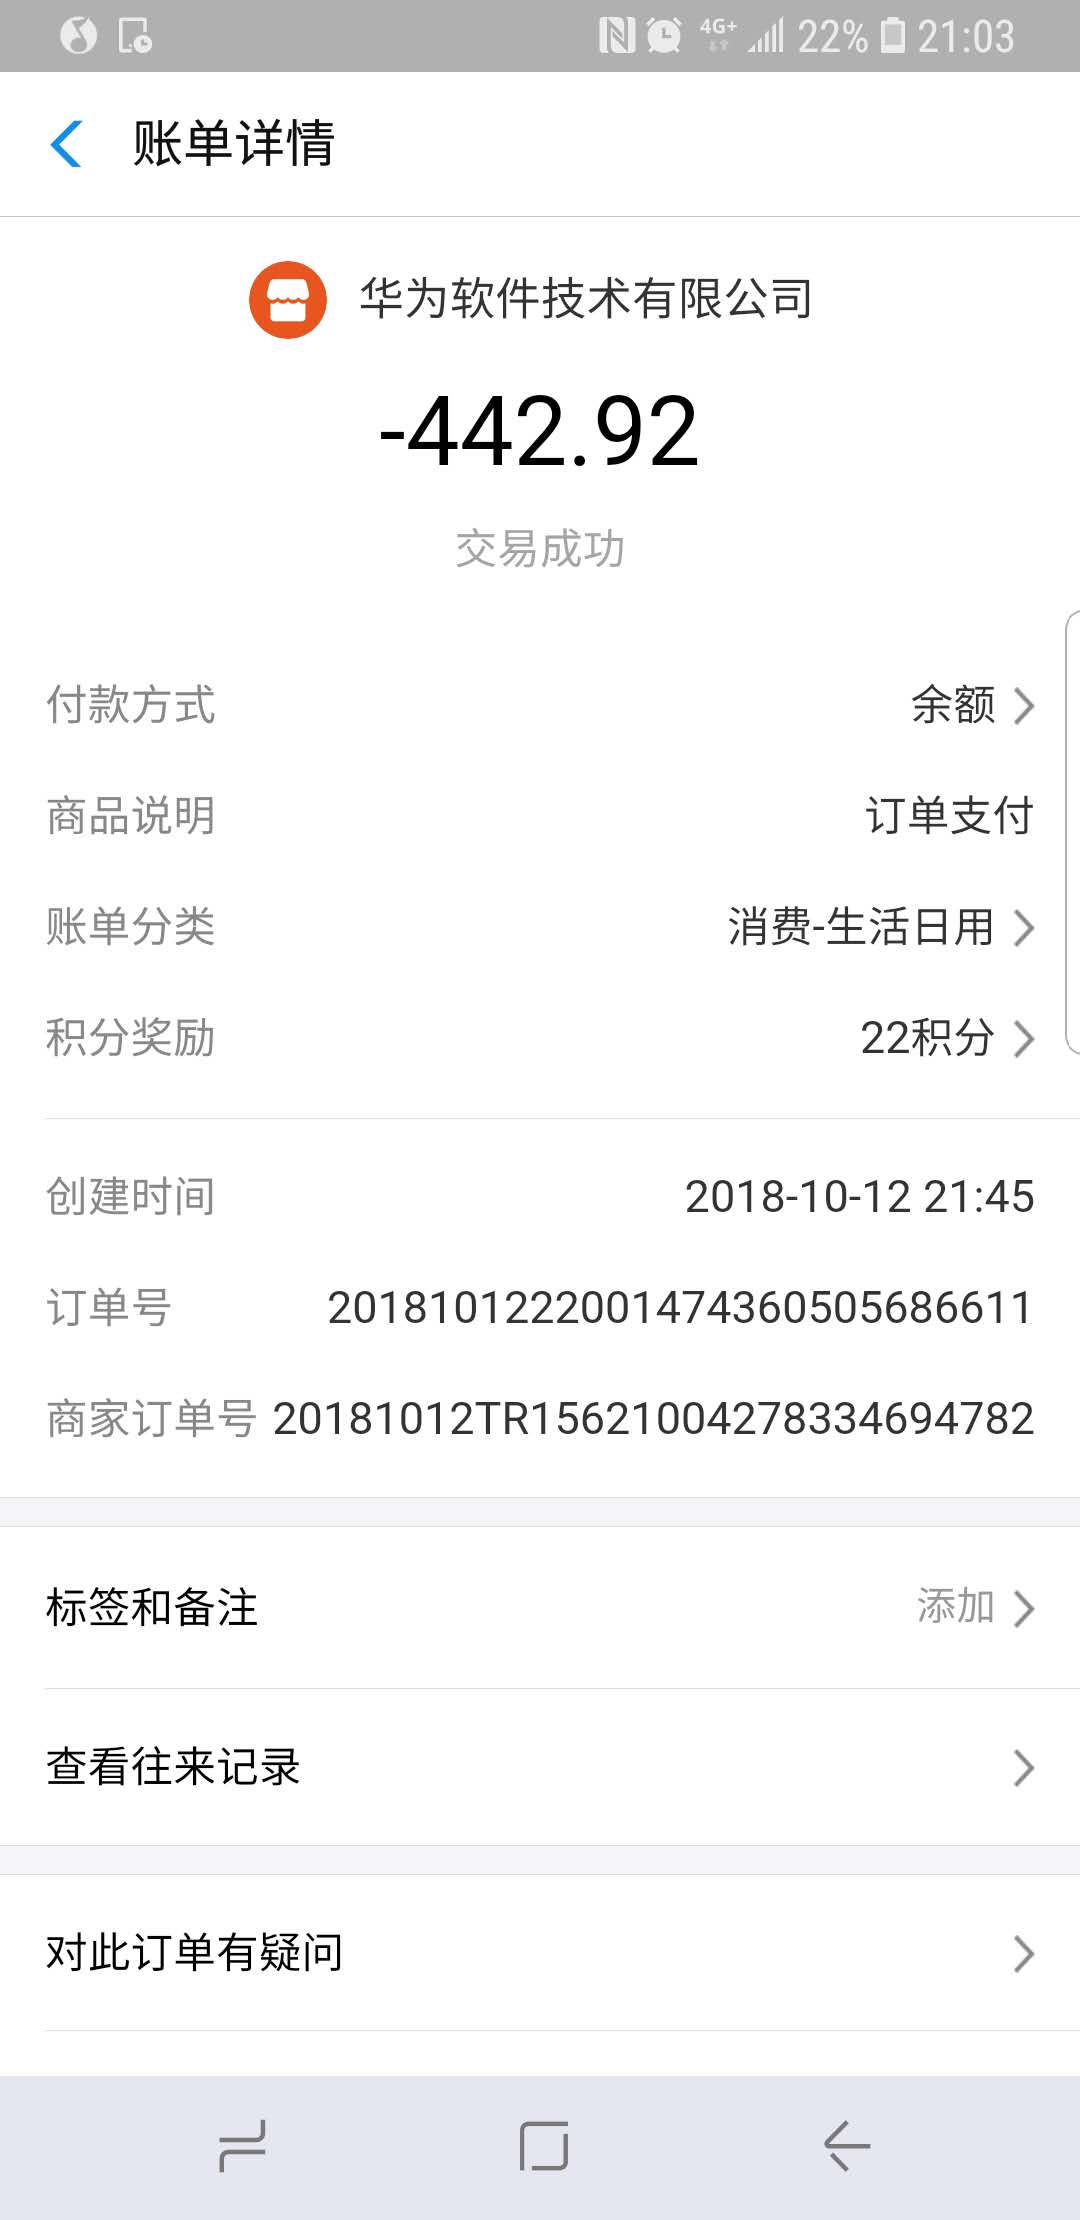 4G+ 22% 21:03
账单详情
华为软件技术有限公司
-442.92
交易成功
付款方式 余额
商品说明 订单支付
账单分类 消费-生活日用
积分奖励 22积分
创建时间 2018-10-12 21:45
订单号 2018101222001474360505686611
商家订单号 20181012TR1562100427833469​4782
标签和备注 添加
查看往来记录
对此订单有疑问